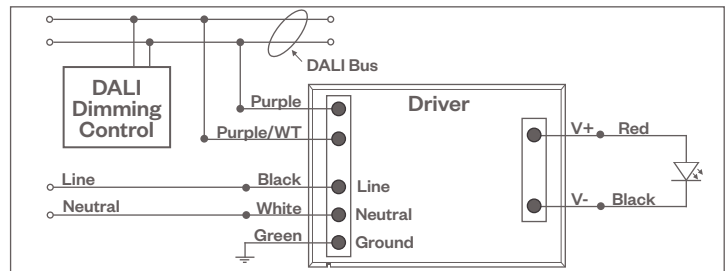 DALI Bus
DALI
Dimming
Control
Purple
Driver
Purple/WT
V+ Red
Line Black Line
V- Black
Neutral White Neutral
Green Ground